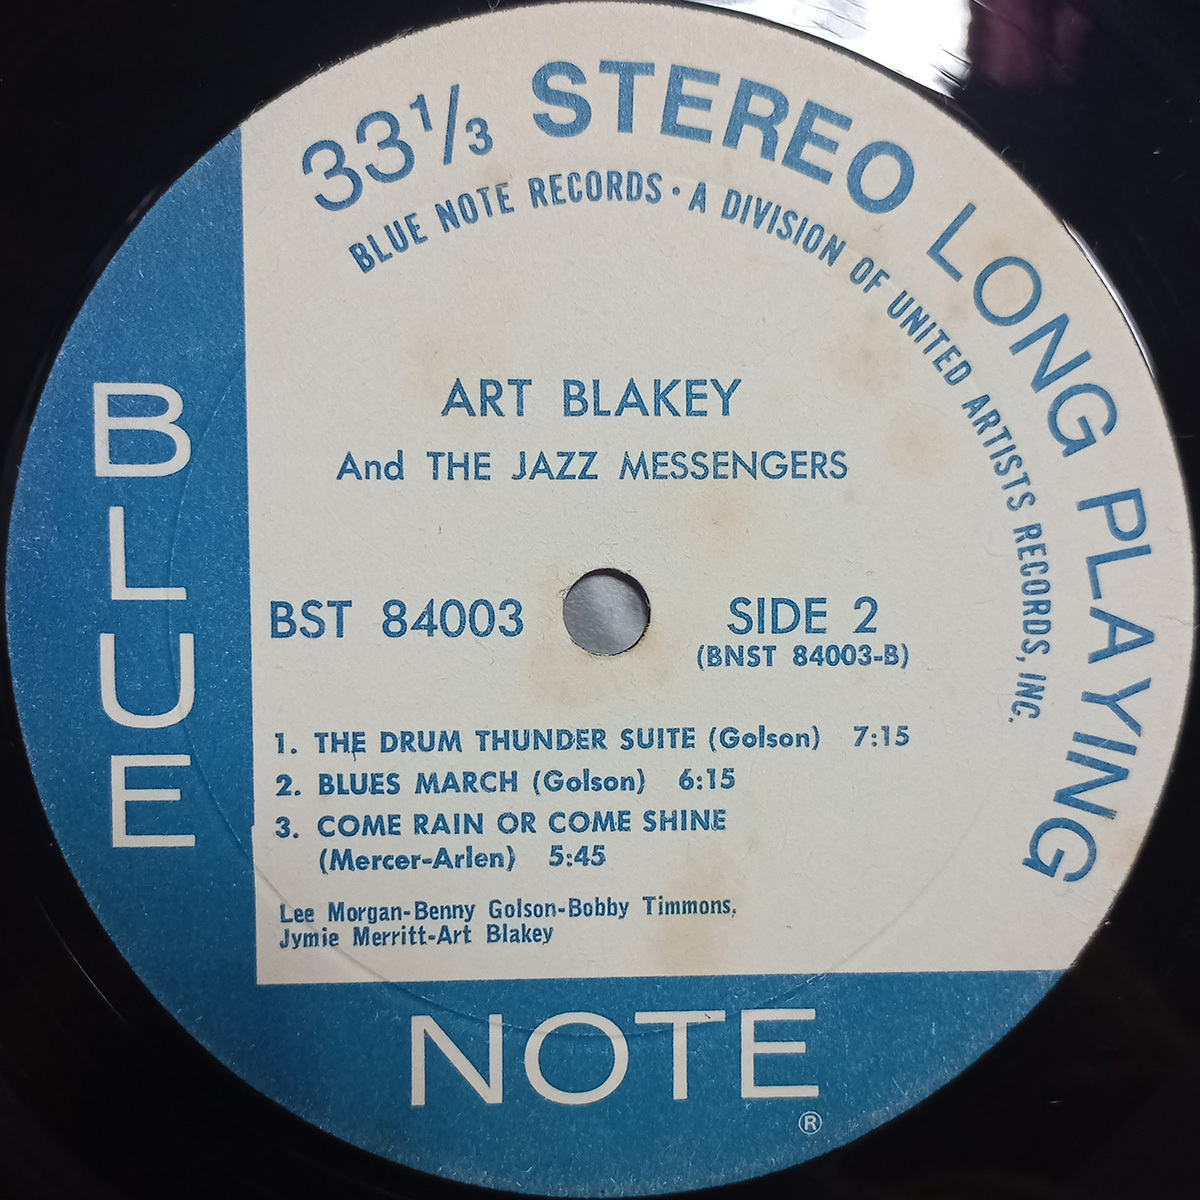 33⅓ STEREO LONG PLAYING
BLUE NOTE RECORDS · A DIVISION OF UNITED ARTISTS RECORDS, INC.
ART BLAKEY
And THE JAZZ MESSENGERS
BST 84003
SIDE 2
(BNST 84003-B)
1. THE DRUM THUNDER SUITE (Golson) 7:15
2. BLUES MARCH (Golson) 6:15
3. COME RAIN OR COME SHINE
(Mercer-Arlen) 5:45
Lee Morgan-Benny Golson-Bobby Timmons,
Jymie Merritt-Art Blakey
BLUE
NOTE
®